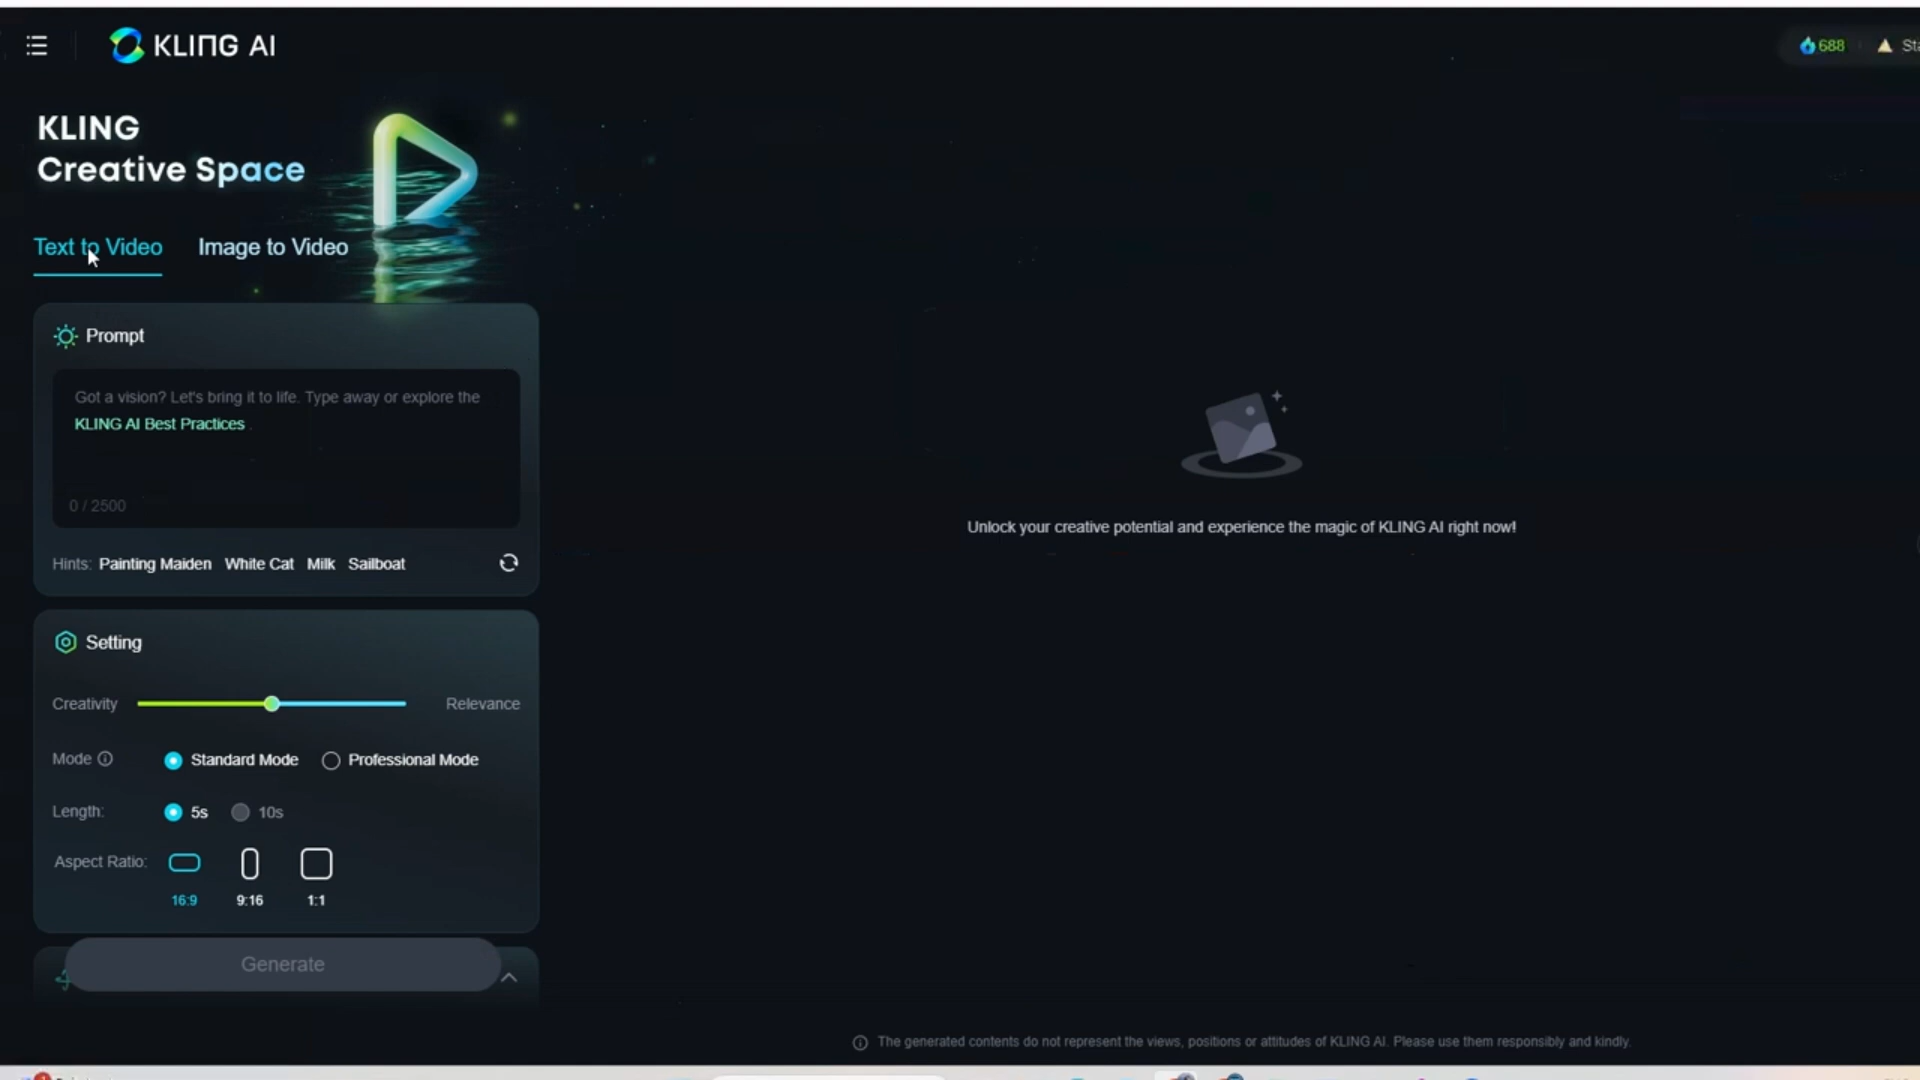 KLING AI
688
KLING
Creative Space
Text to Video
Image to Video
Prompt
Got a vision? Let's bring it to life. Type away or explore the
KLING AI Best Practices
0 / 2500
Hints: Painting Maiden White Cat Milk Sailboat
Unlock your creative potential and experience the magic of KLING AI right now!
Setting
Creativity
Relevance
Mode
Standard Mode
Professional Mode
Length:
5s
10s
Aspect Ratio:
16:9
9:16
1:1
Generate
The generated contents do not represent the views, positions or attitudes of KLING AI. Please use them responsibly and kindly.